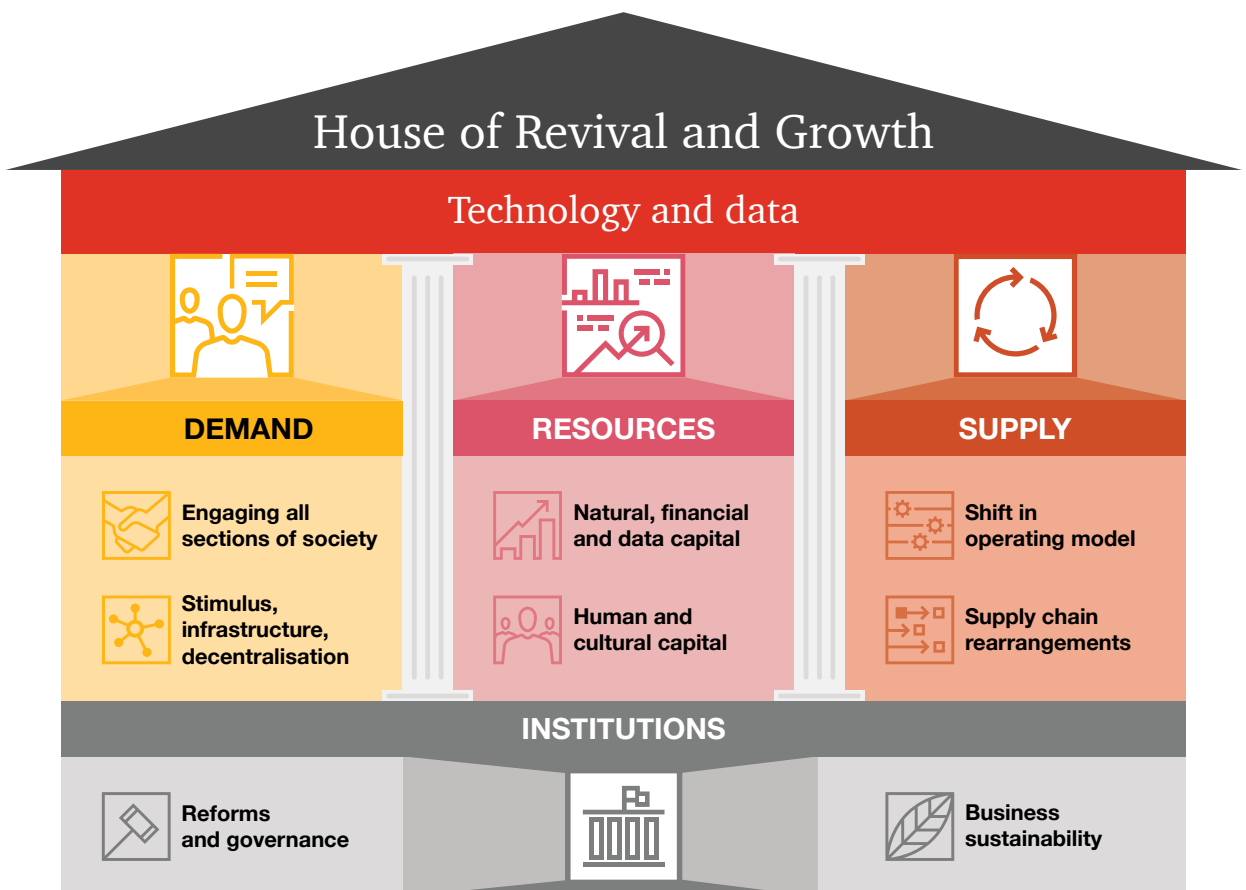 House of Revival and Growth
Technology and data
DEMAND
Engaging all
sections of society
Stimulus,
infrastructure,
decentralisation
RESOURCES
Natural, financial
and data capital
Human and
cultural capital
SUPPLY
Shift in
operating model
Supply chain
rearrangements
INSTITUTIONS
Reforms
and governance
Business
sustainability